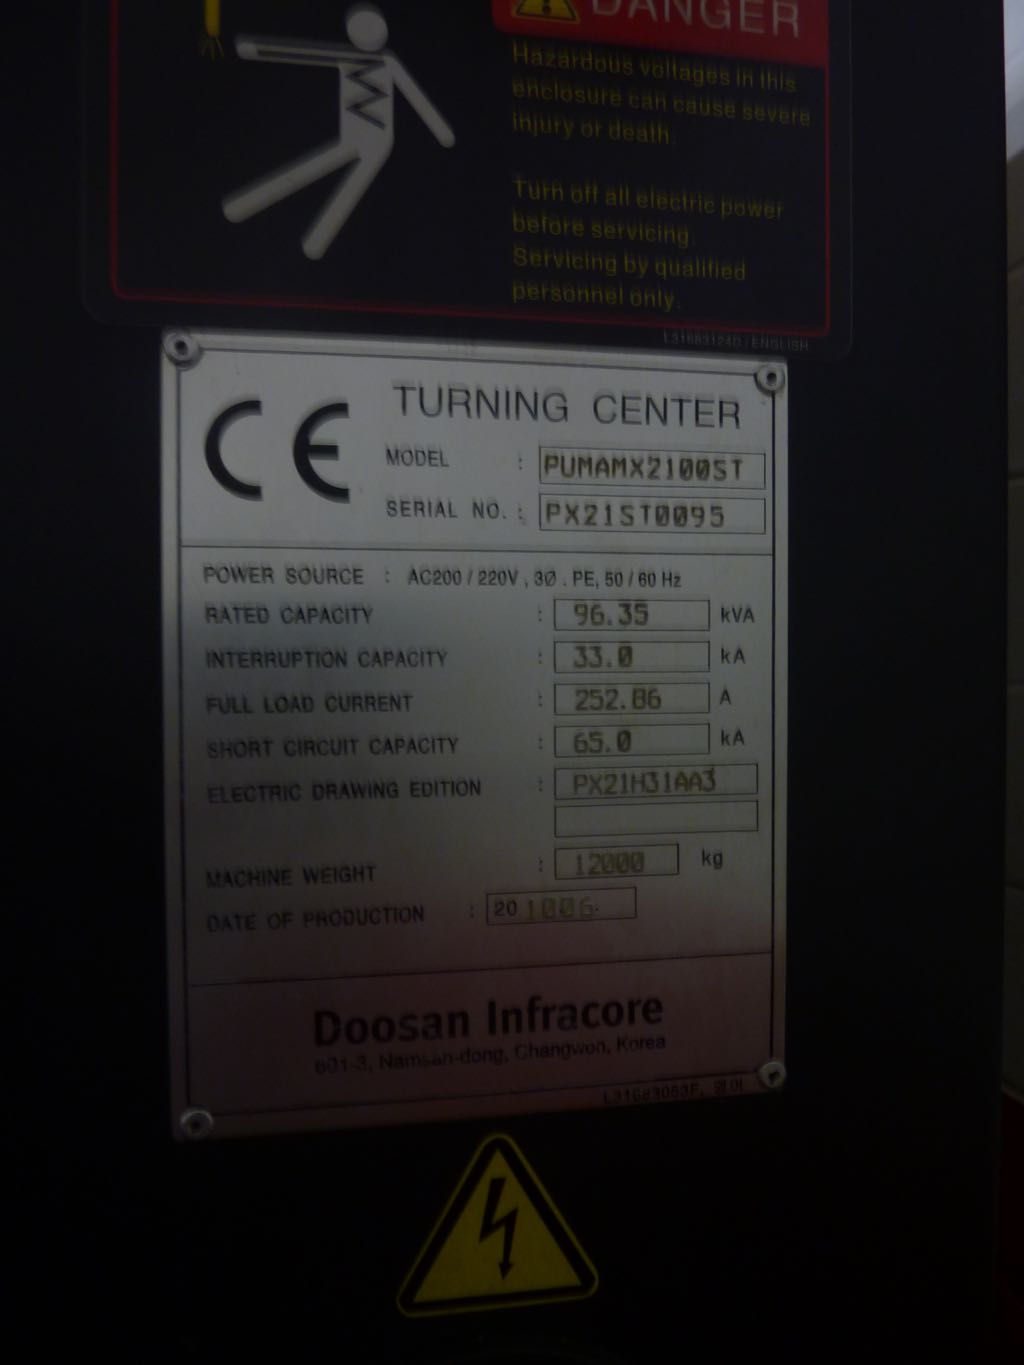 DANGER
Hazardous voltages in this
enclosure can cause severe
injury or death.
Turn off all electric power
before servicing.
Servicing by qualified
personnel only.
L31683124D / ENGLISH
CE
TURNING CENTER
MODEL : PUMAMX2100ST
SERIAL NO. : PX21ST0095
POWER SOURCE : AC200 / 220V , 3Ø . PE, 50 / 60 Hz
RATED CAPACITY : 96.35 kVA
INTERRUPTION CAPACITY : 33.0 kA
FULL LOAD CURRENT : 252.86 A
SHORT CIRCUIT CAPACITY : 65.0 kA
ELECTRIC DRAWING EDITION : PX21H31AA3
MACHINE WEIGHT : 12000 kg
DATE OF PRODUCTION : 20 1006.
Doosan Infracore
601-3, Namsan-dong, Changwon, Korea